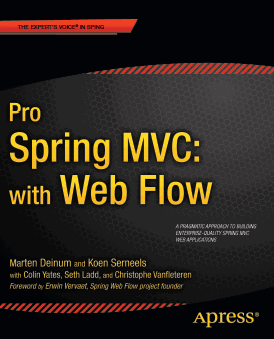 THE EXPERT'S VOICE® IN SPING
Pro
Spring MVC:
with Web Flow
A PRAGMATIC APPROACH TO BUILDING
ENTERPRISE-QUALITY SPRING MVC
WEB APPLICATIONS
Marten Deinum and Koen Serneels
with Colin Yates, Seth Ladd, and Christophe Vanfleteren
Foreword by Erwin Vervaet, Spring Web Flow project founder
Apress®